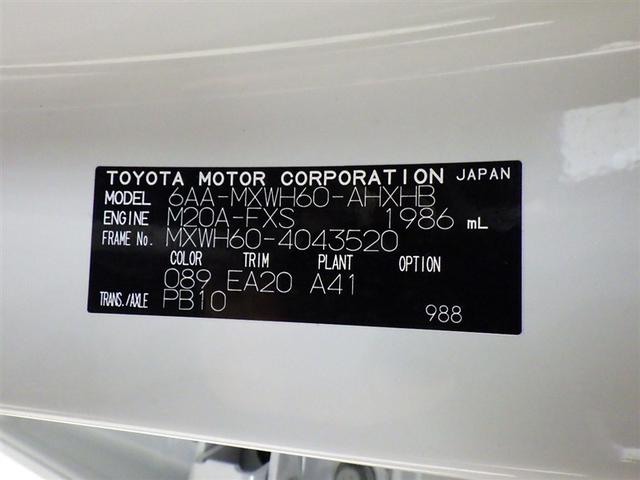 TOYOTA MOTOR CORPORATION JAPAN
MODEL 6AA-MXWH60-AHXHB
ENGINE M20A-FXS 1986 mL
FRAME No. MXWH60-4043520
COLOR TRIM PLANT OPTION
089 EA20 A41
TRANS./AXLE PB10
988